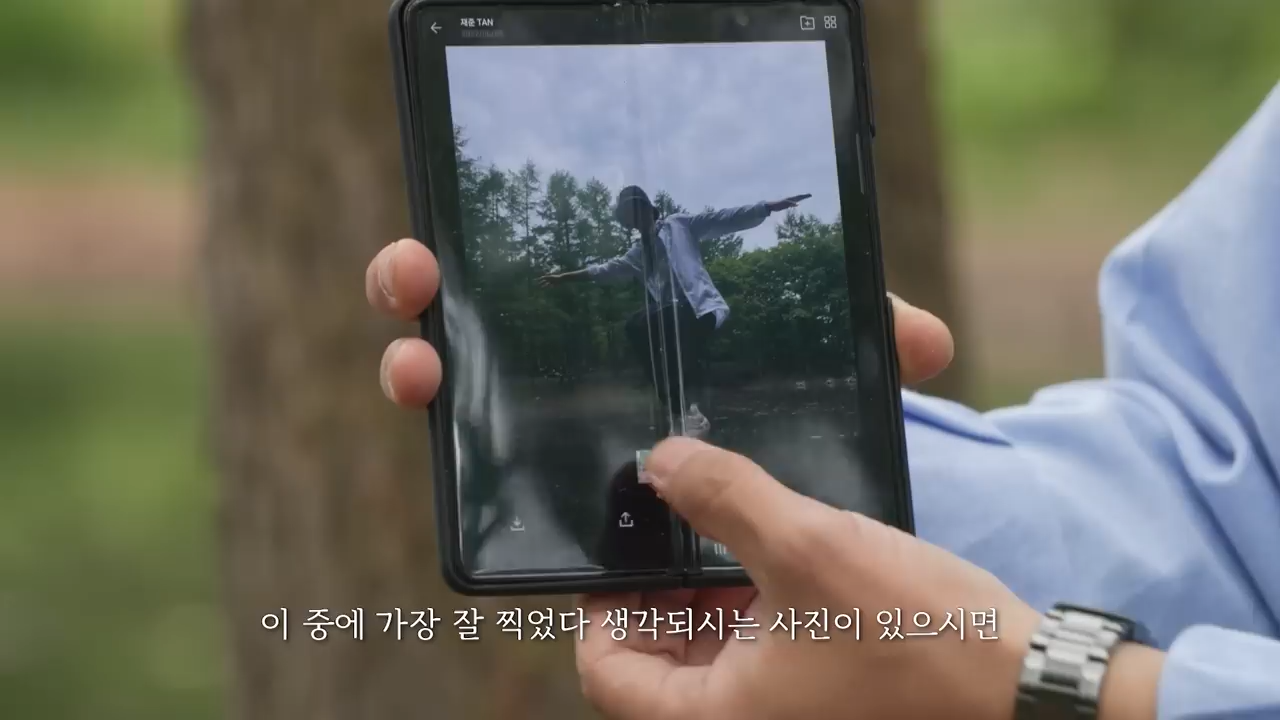 재준 TAN
이 중에 가장 잘 찍었다 생각되시는 사진이 있으시면